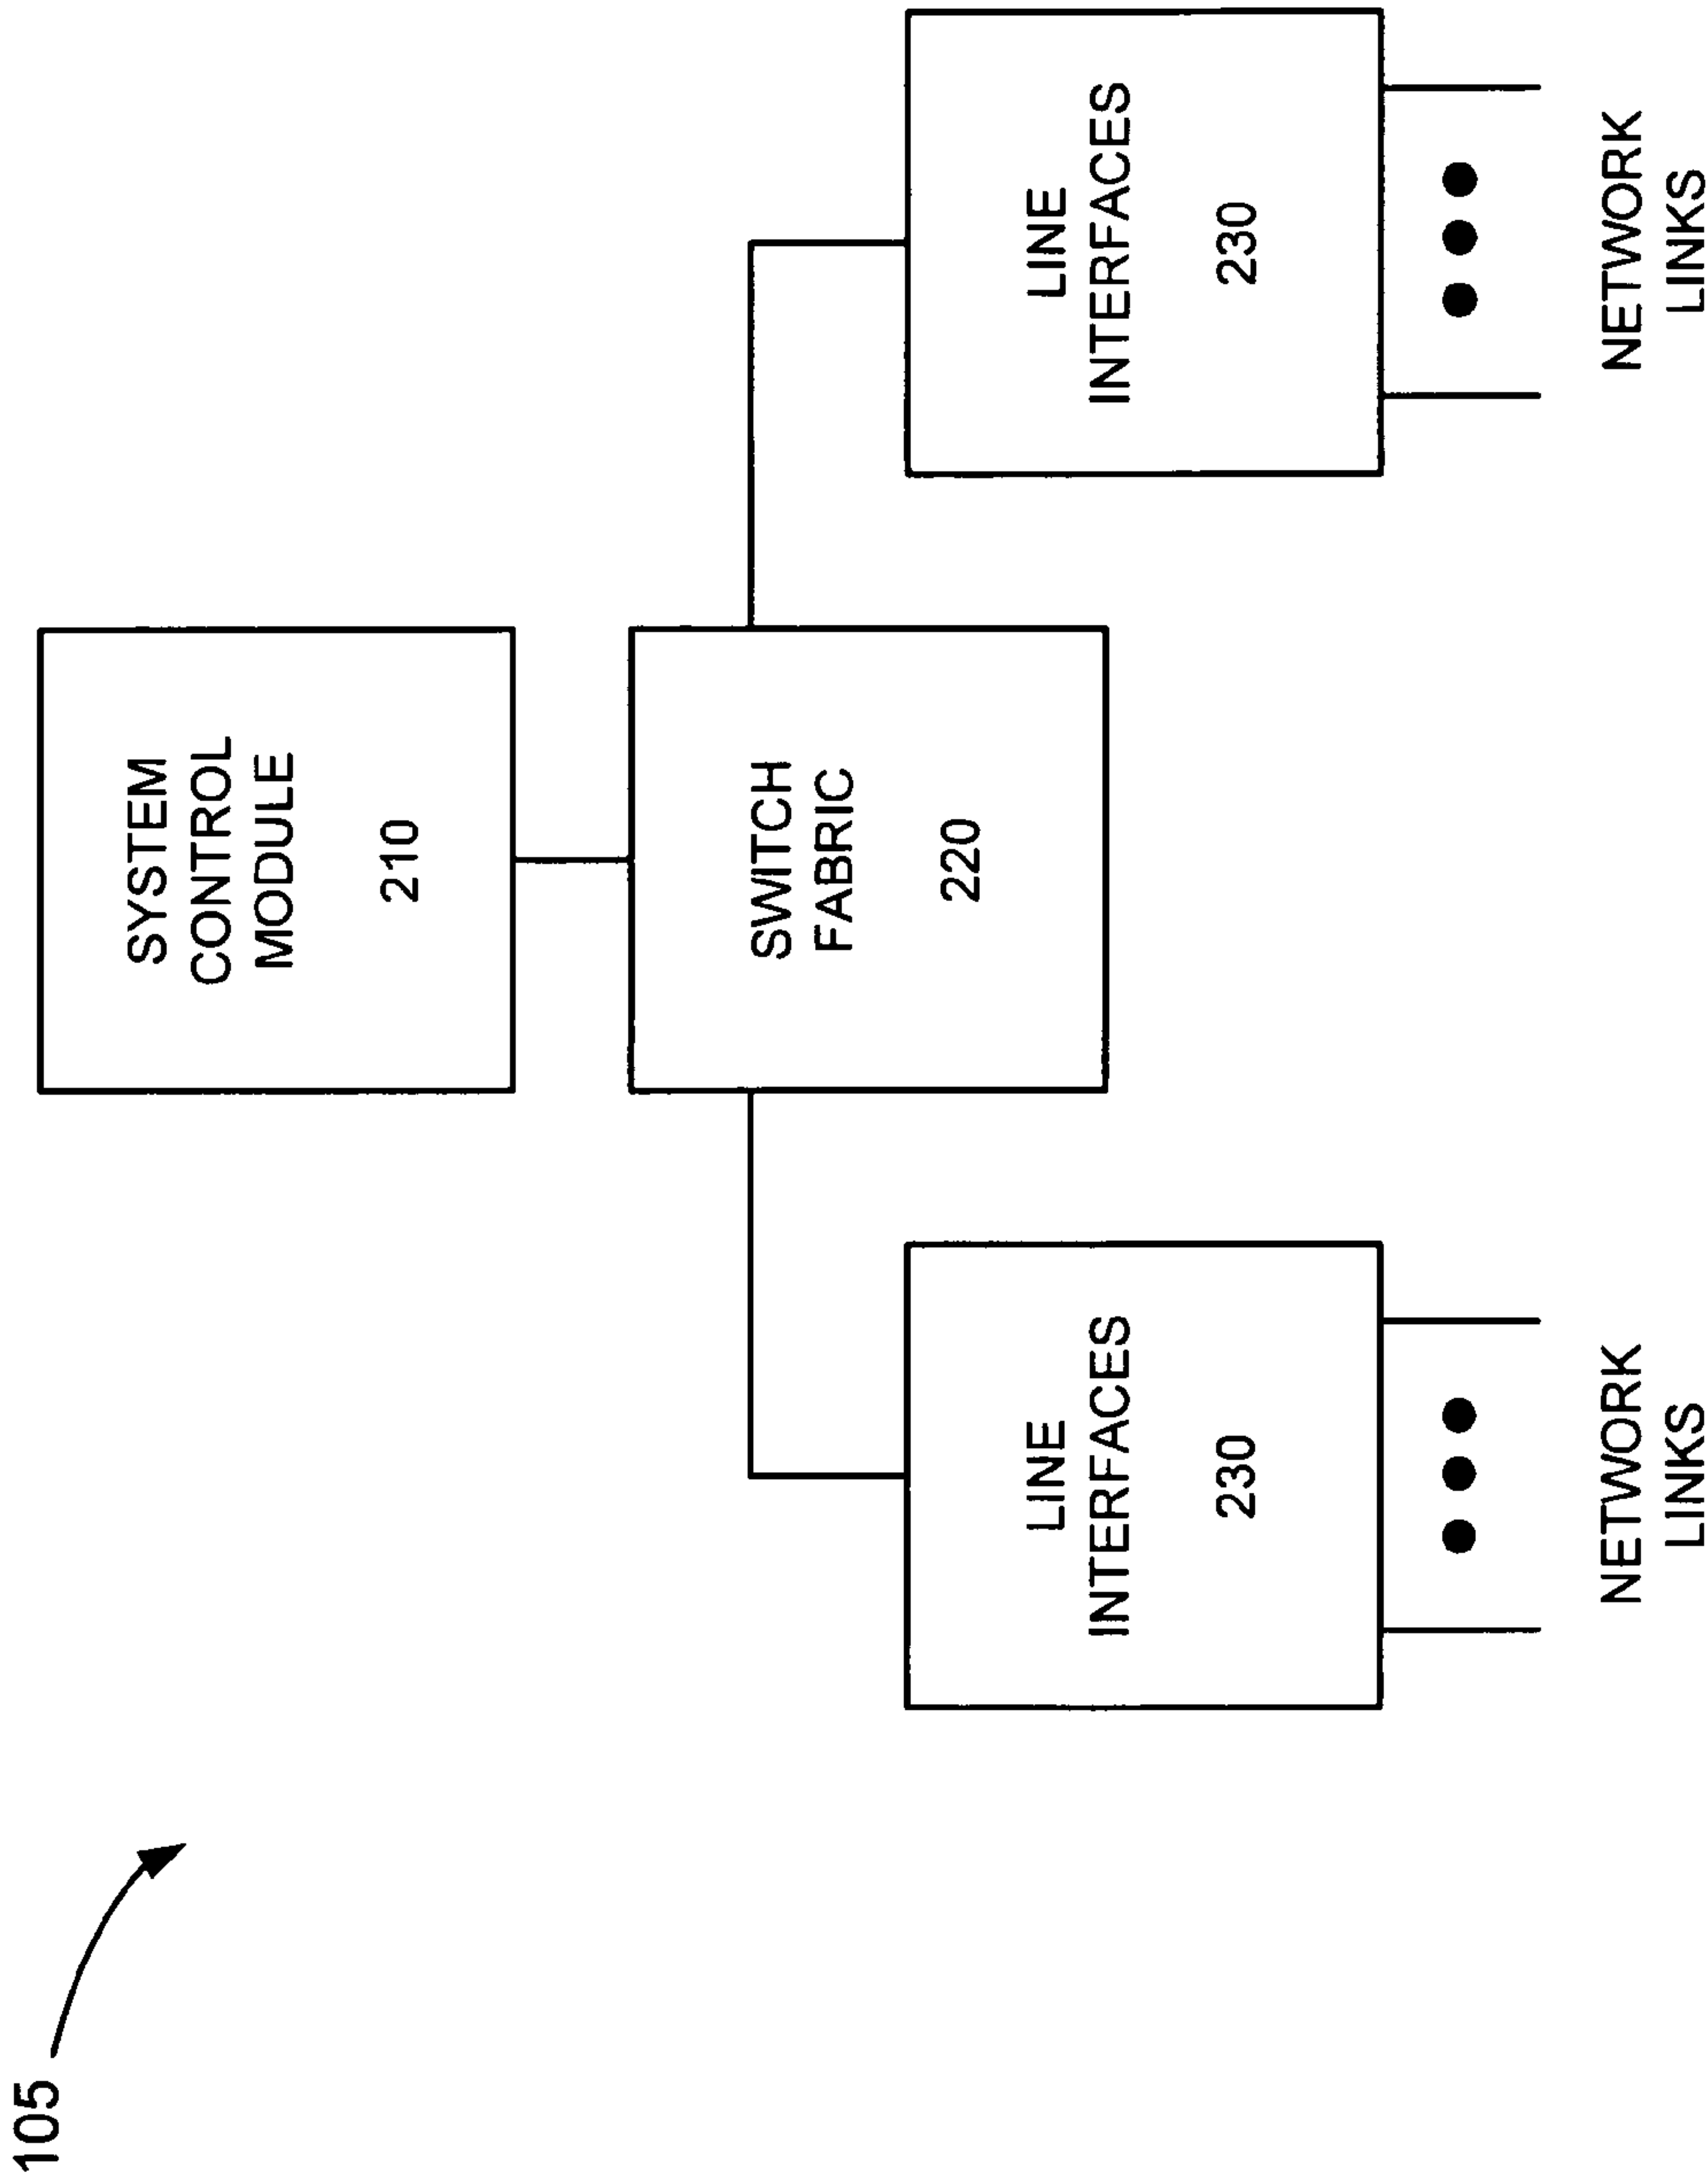 105
SYSTEM
CONTROL
MODULE
210
SWITCH
FABRIC
220
LINE
INTERFACES
230
NETWORK
LINKS
LINE
INTERFACES
230
NETWORK
LINKS